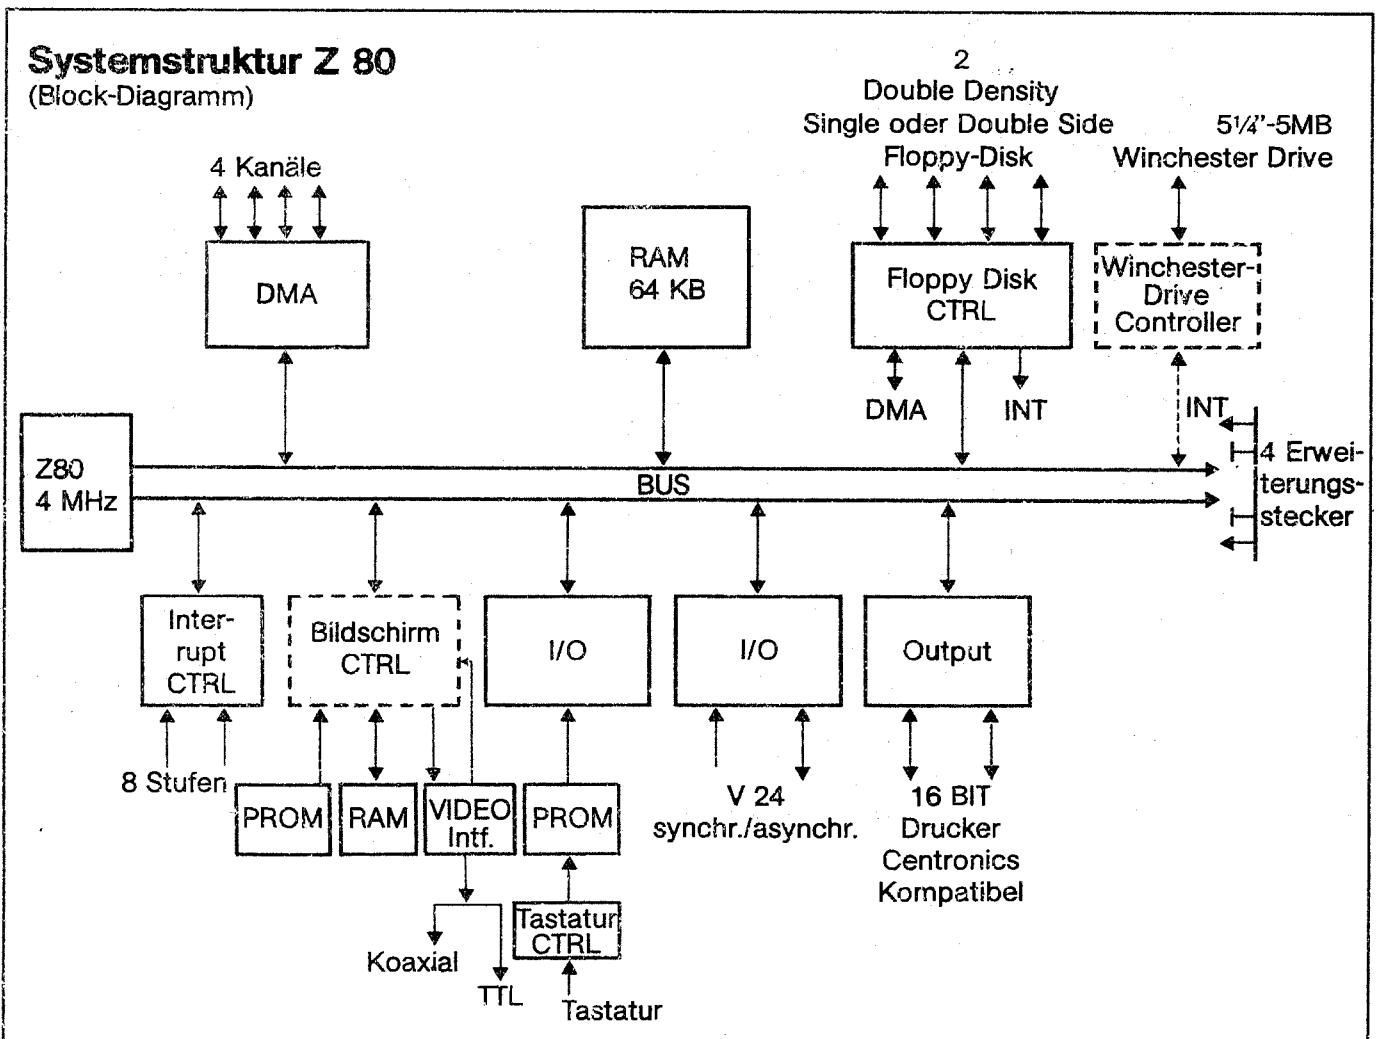 Systemstruktur Z 80
(Block-Diagramm)
2
Double Density
Single oder Double Side
Floppy-Disk
5¼"-5MB
Winchester Drive
4 Kanäle
DMA
RAM
64 KB
Floppy Disk
CTRL
Winchester-
Drive
Controller
DMA
INT
INT
Z80
4 MHz
BUS
4 Erwei-
terungs-
stecker
Inter-
rupt
CTRL
Bildschirm
CTRL
I/O
I/O
Output
8 Stufen
PROM
RAM
VIDEO
Intf.
PROM
V 24
synchr./asynchr.
16 BIT
Drucker
Centronics
Kompatibel
Tastatur
CTRL
Koaxial
TTL
Tastatur